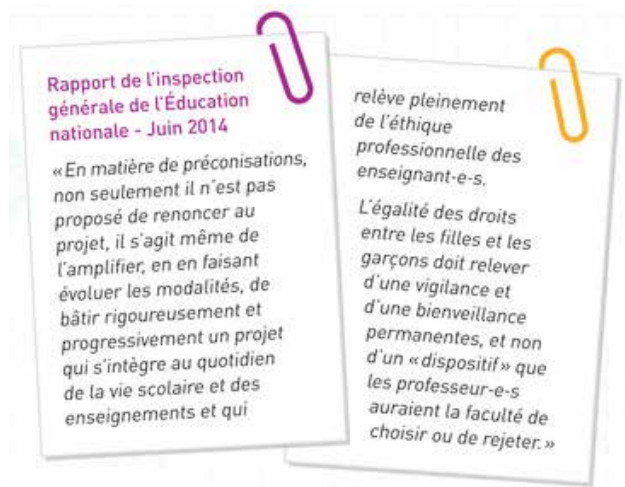 Rapport de l'inspection
générale de l'Éducation
nationale - Juin 2014
«En matière de préconisations,
non seulement il n'est pas
proposé de renoncer au
projet, il s'agit même de
l'amplifier, en en faisant
évoluer les modalités, de
bâtir rigoureusement et
progressivement un projet
qui s'intègre au quotidien
de la vie scolaire et des
enseignements et qui
relève pleinement
de l'éthique
professionnelle des
enseignant-e-s.
L'égalité des droits
entre les filles et les
garçons doit relever
d'une vigilance et
d'une bienveillance
permanentes, et non
d'un «dispositif» que
les professeur-e-s
auraient la faculté de
choisir ou de rejeter.»